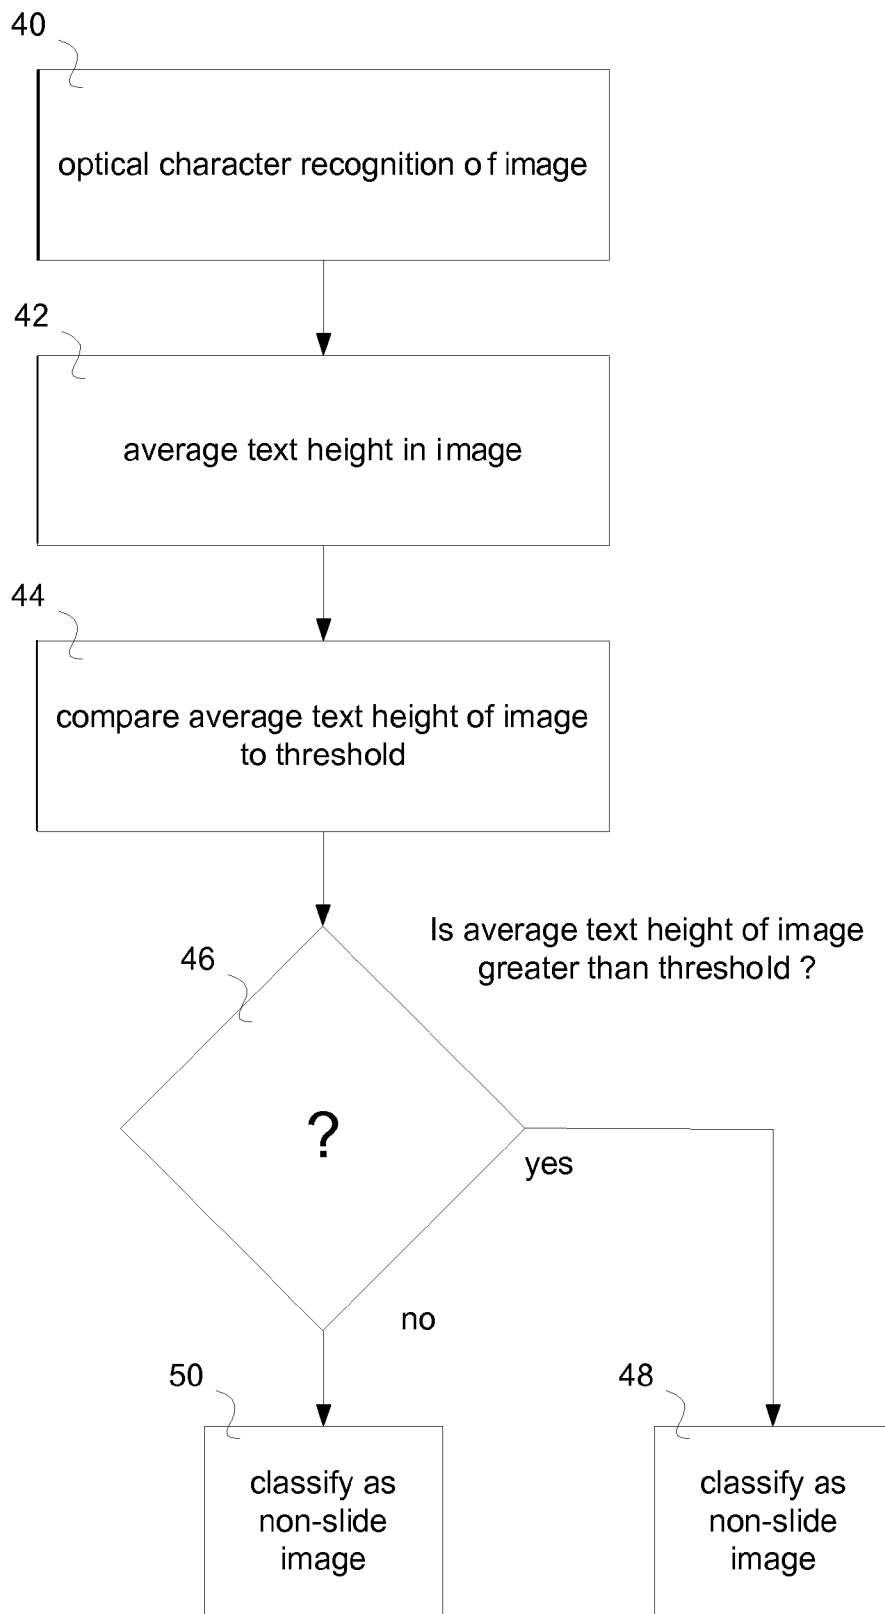 40
optical character recognition of image
42
average text height in image
44
compare average text height of image
to threshold
46
Is average text height of image
greater than threshold ?
?
yes
no
50
48
classify as
non-slide
image
classify as
non-slide
image